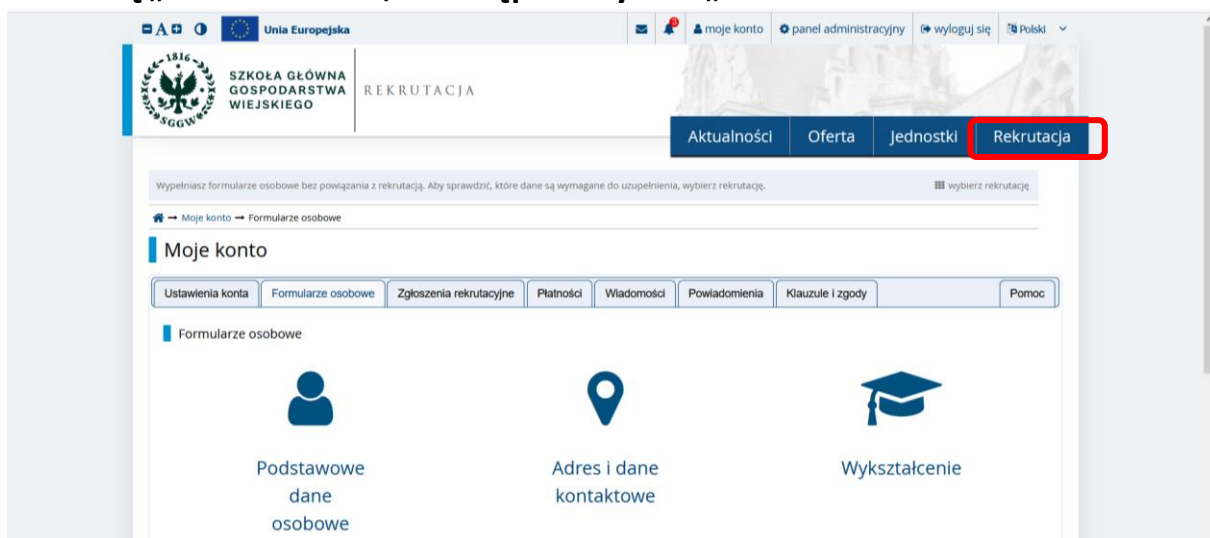 A Unia Europejska 3 moje konto panel administracyjny wyloguj się Polski
1816
SGGW
SZKOŁA GŁÓWNA
GOSPODARSTWA
WIEJSKIEGO
REKRUTACJA
Aktualności Oferta Jednostki Rekrutacja
Wypełniasz formularze osobowe bez powiązania z rekrutacją. Aby sprawdzić, które dane są wymagane do uzupełnienia, wybierz rekrutację. wybierz rekrutację
→ Moje konto → Formularze osobowe
Moje konto
Ustawienia konta Formularze osobowe Zgłoszenia rekrutacyjne Płatności Wiadomości Powiadomienia Klauzule i zgody Pomoc
Formularze osobowe
Podstawowe
dane
osobowe
Adres i dane
kontaktowe
Wykształcenie